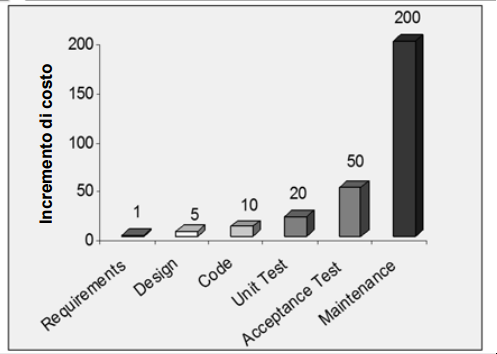 Incremento di costo
200
150
100
50
0
1
5
10
20
50
200
Requirements
Design
Code
Unit Test
Acceptance Test
Maintenance